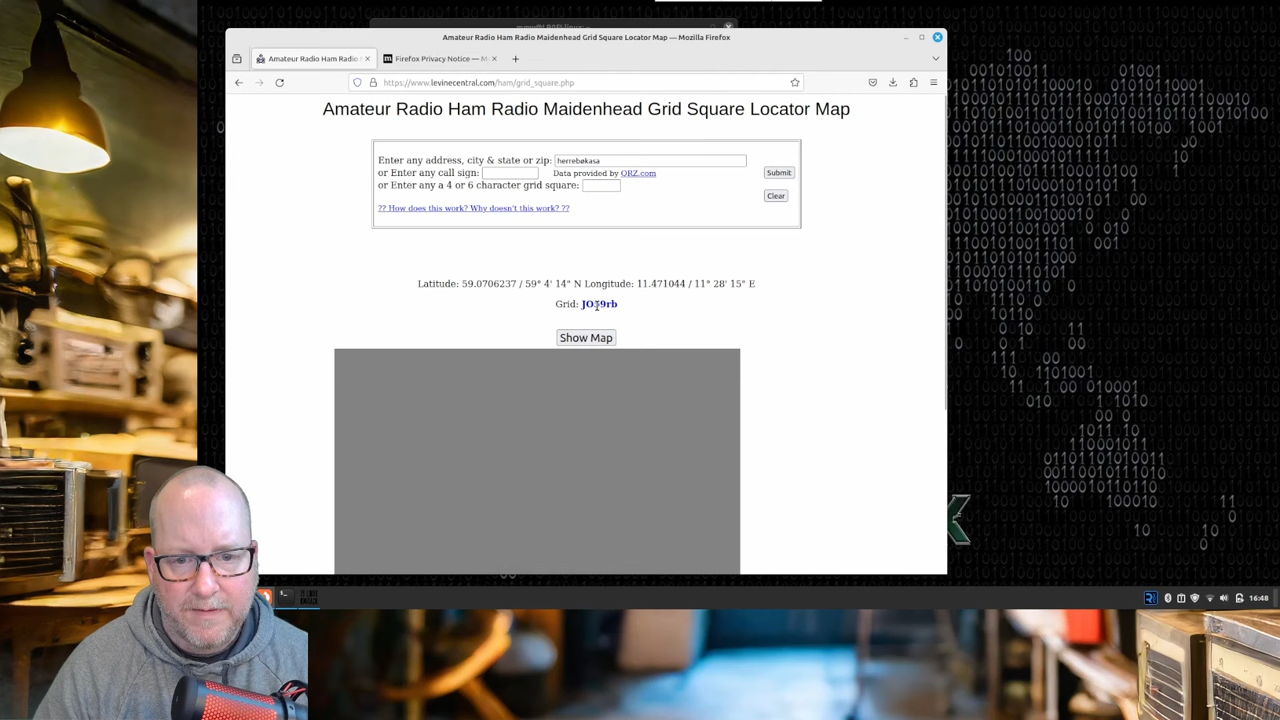 Amateur Radio Ham Radio Maidenhead Grid Square Locator Map — Mozilla Firefox
Amateur Radio Ham Radio
Firefox Privacy Notice — M
https://www.levinecentral.com/ham/grid_square.php
Amateur Radio Ham Radio Maidenhead Grid Square Locator Map
Enter any address, city & state or zip: herrebøkasa
or Enter any call sign:
Data provided by QRZ.com
Submit
or Enter any a 4 or 6 character grid square:
Clear
?? How does this work? Why doesn't this work? ??
Latitude: 59.0706237 / 59° 4' 14" N Longitude: 11.471044 / 11° 28' 15" E
Grid: JO59rb
Show Map
16:48